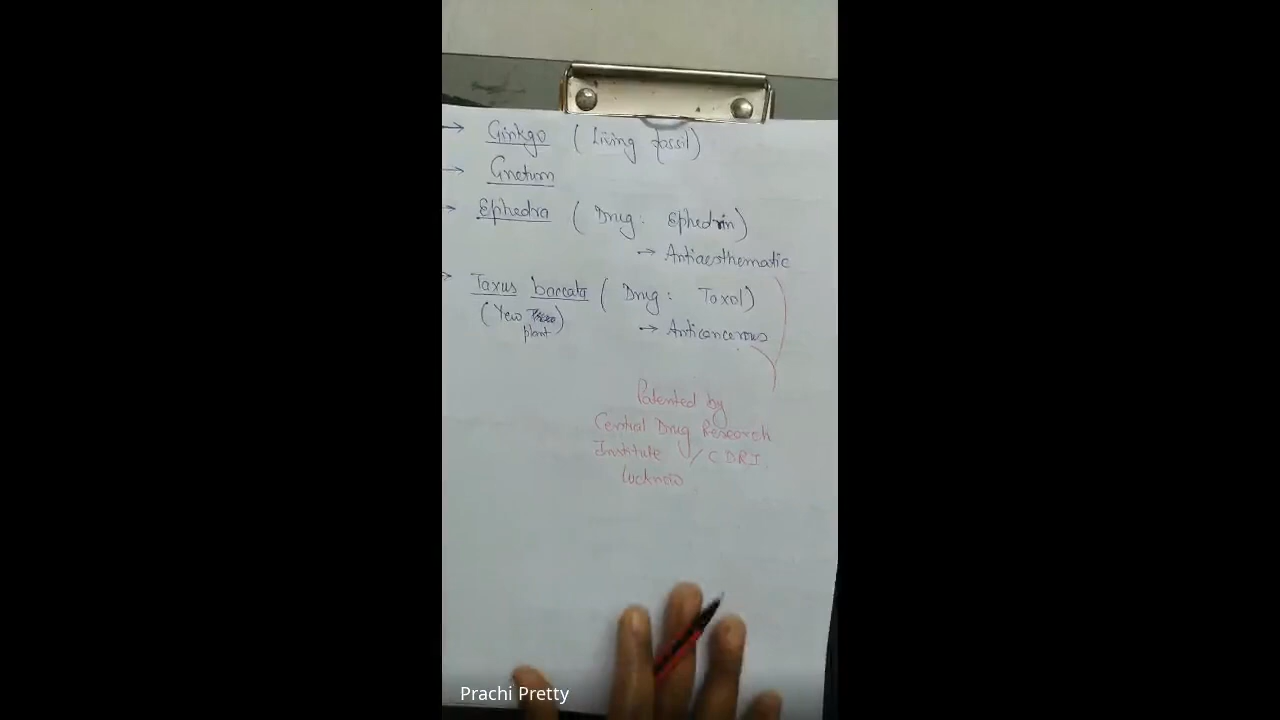 → Ginkgo (Living fossil)
→ Gnetum
→ Ephedra (Drug: Ephedrin)
→ Antiaesthematic
→ Taxus baccata (Drug: Taxol)
(Yew plant)
→ Anticancerous
Patented by
Central Drug Research
Institute / CDRI
Lucknow
Prachi Pretty